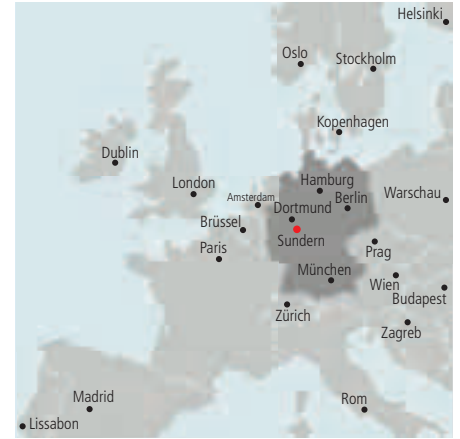 Helsinki
Oslo
Stockholm
Kopenhagen
Dublin
London
Hamburg
Amsterdam
Berlin
Warschau
Dortmund
Brüssel
Sundern
Paris
Prag
München
Wien
Budapest
Zürich
Zagreb
Madrid
Rom
Lissabon